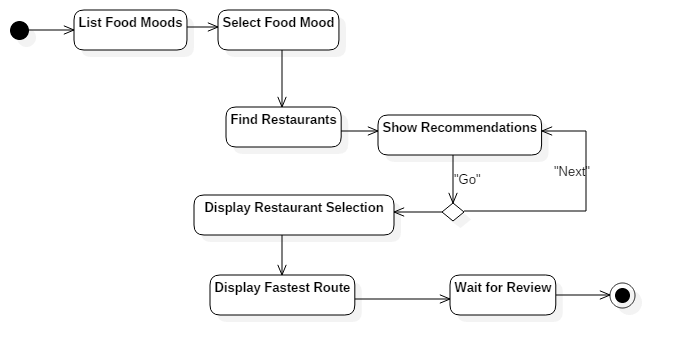 List Food Moods
Select Food Mood
Find Restaurants
Show Recommendations
"Go"
"Next"
Display Restaurant Selection
Display Fastest Route
Wait for Review